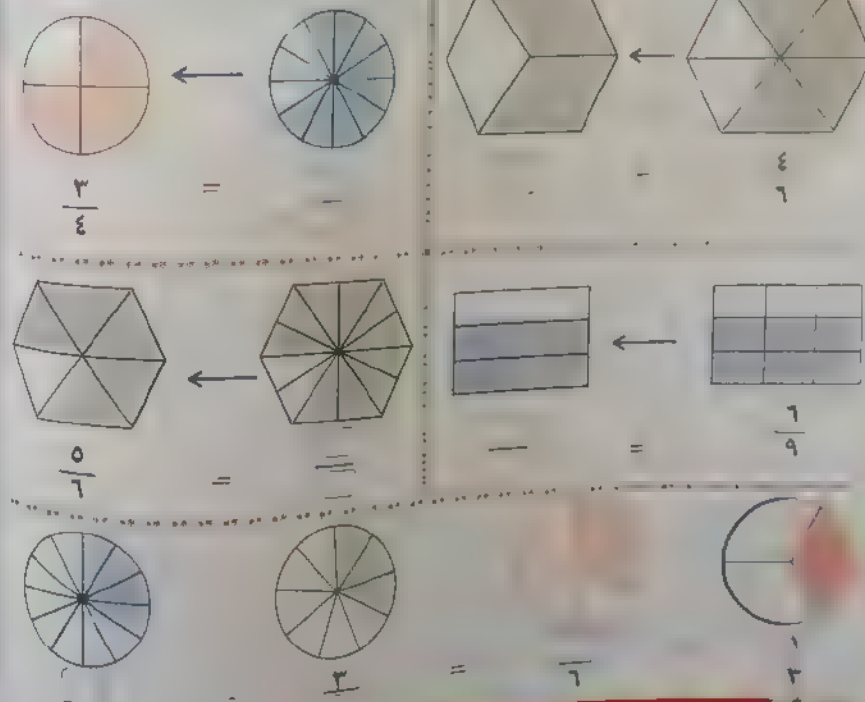 ٤
٦ -
٣/٤ = -
٦/٩ = —
٥/٦ = —
١
٣ —/٦ = ٣/—